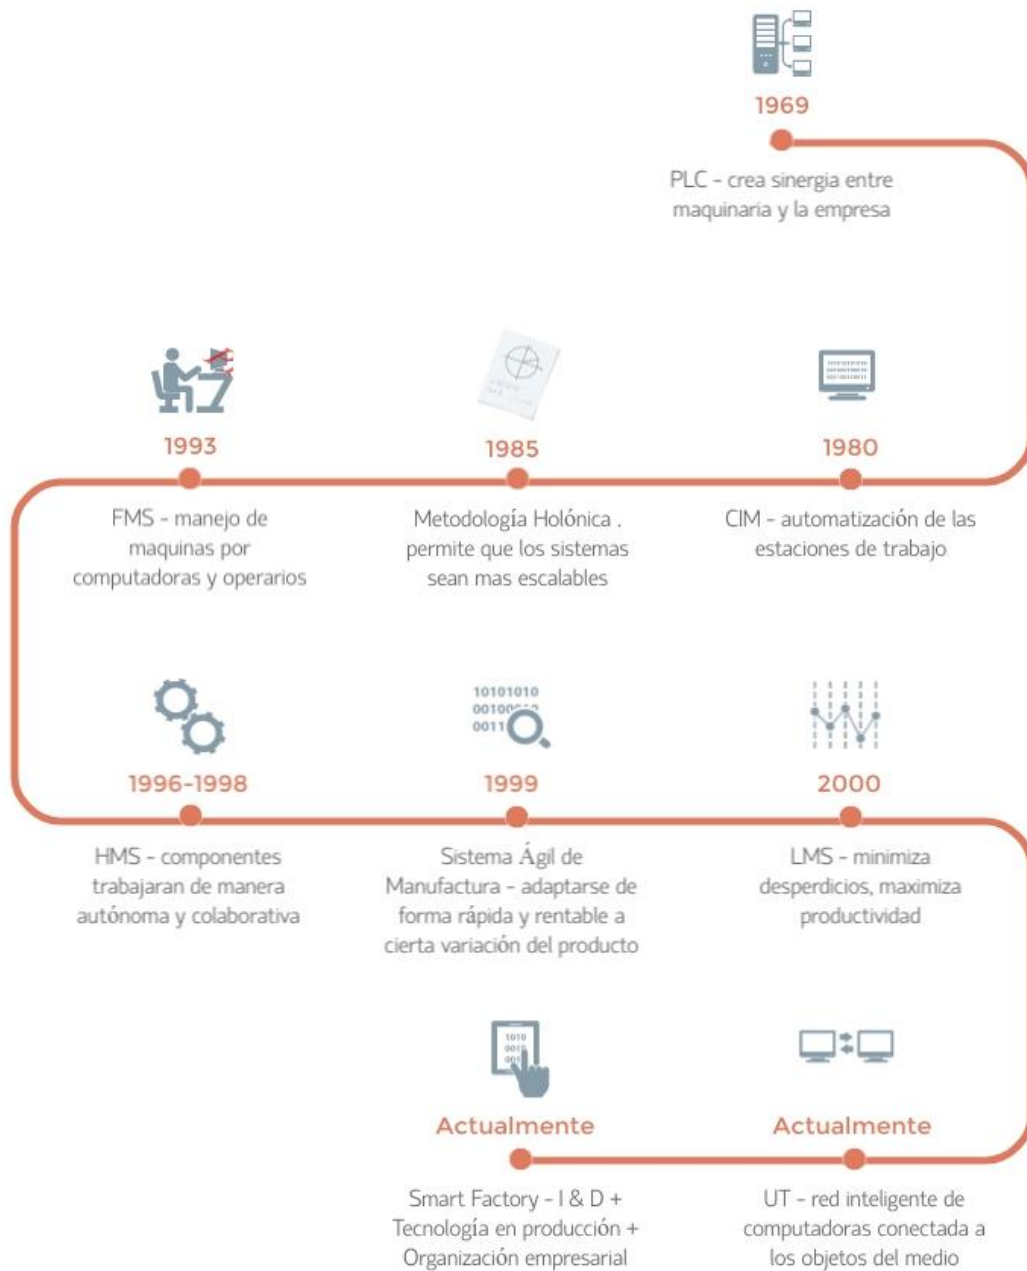 1969
PLC - crea sinergia entre
maquinaria y la empresa
1980
CIM - automatización de las
estaciones de trabajo
1985
Metodología Holónica .
permite que los sistemas
sean mas escalables
1993
FMS - manejo de
maquinas por
computadoras y operarios
1996-1998
HMS - componentes
trabajaran de manera
autónoma y colaborativa
10101010
1999
Sistema Ágil de
Manufactura - adaptarse de
forma rápida y rentable a
cierta variación del producto
2000
LMS - minimiza
desperdicios, maximiza
productividad
Actualmente
UT - red inteligente de
computadoras conectada a
los objetos del medio
1010
Actualmente
Smart Factory - I & D +
Tecnología en producción +
Organización empresarial